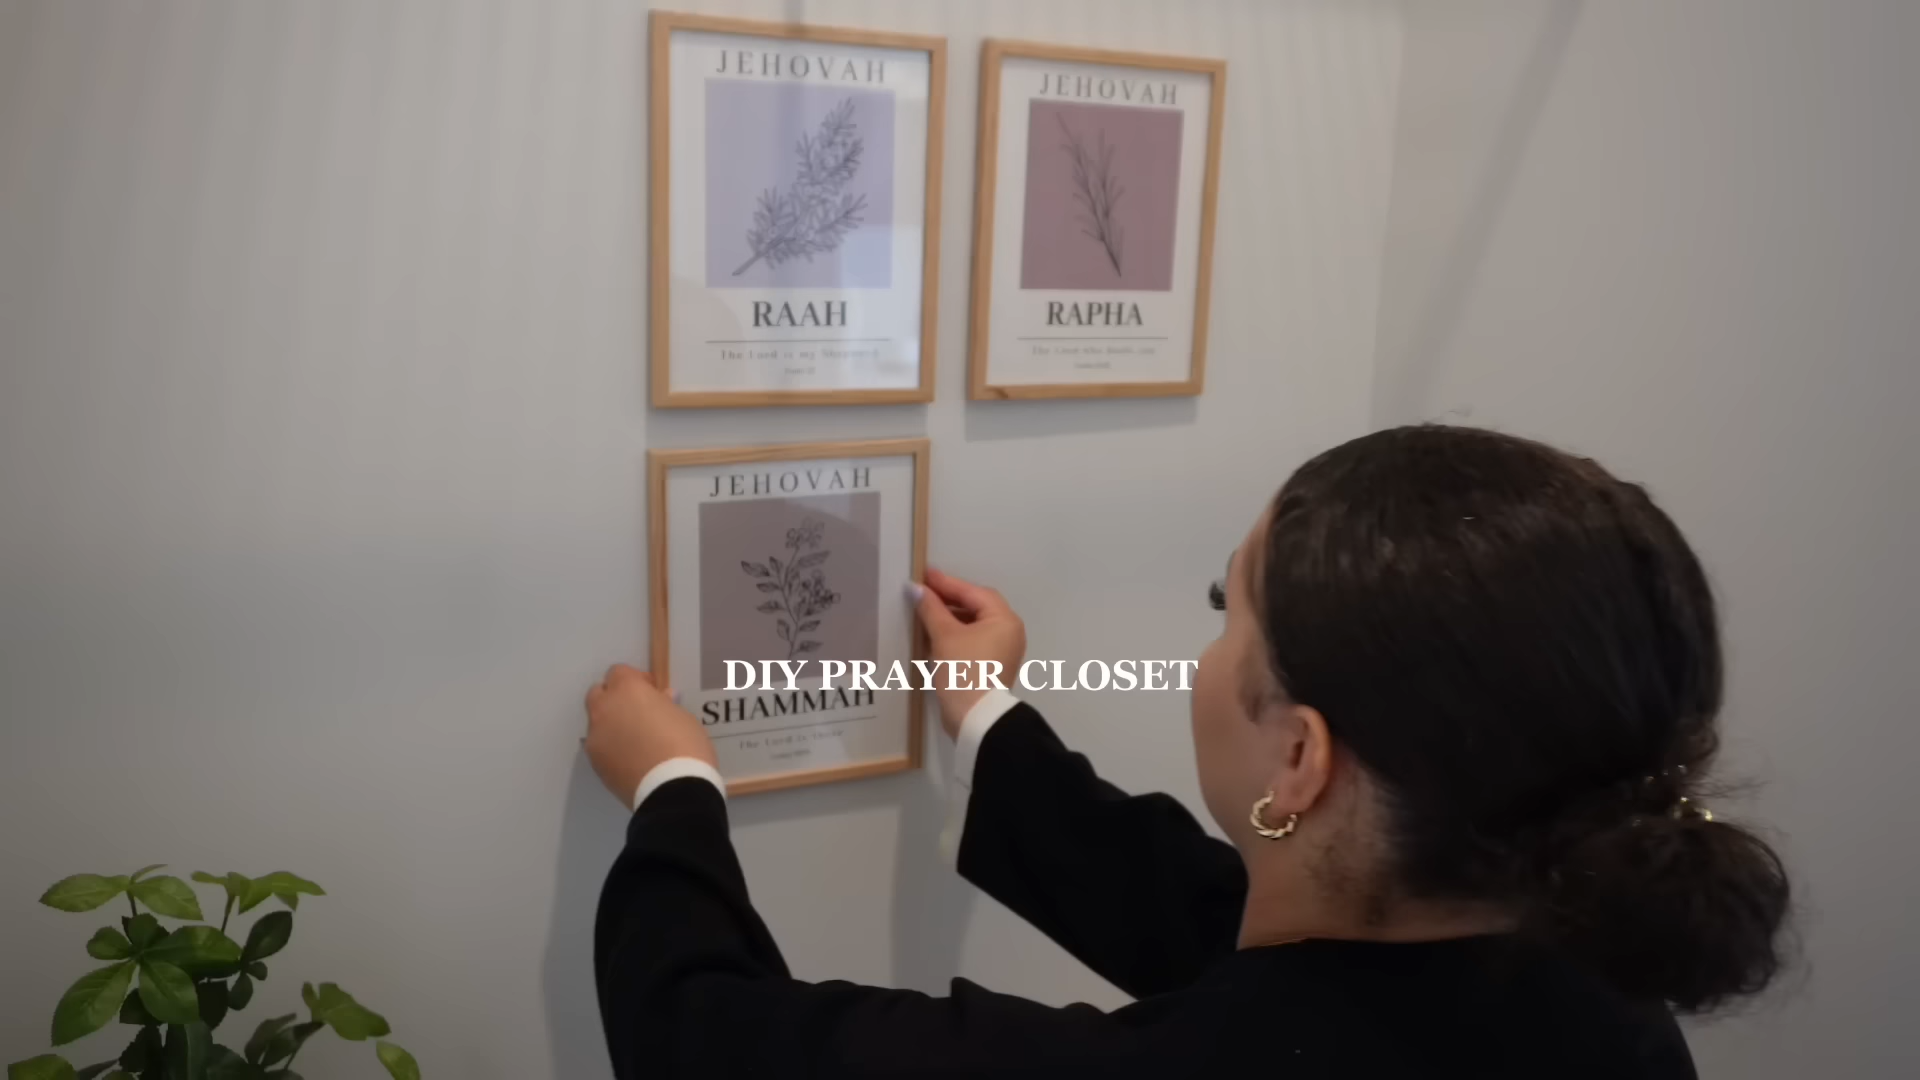 JEHOVAH
RAAH
The Lord is my Shepherd
JEHOVAH
RAPHA
JEHOVAH
SHAMMAH
The Lord is There
DIY PRAYER CLOSET